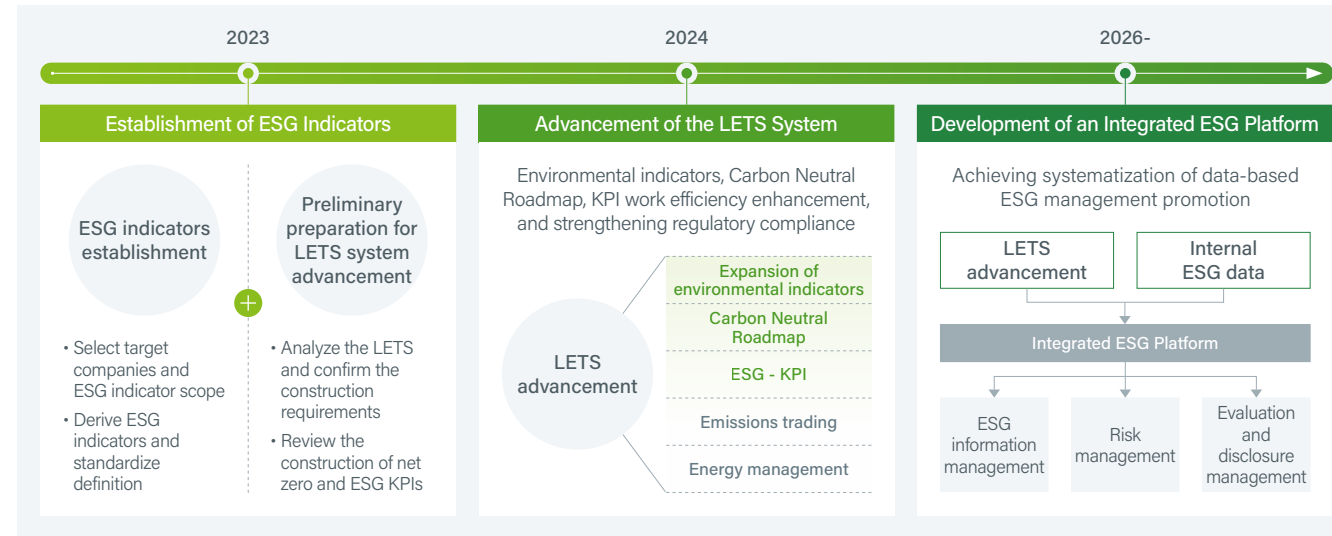 2023
2024
2026-
Establishment of ESG Indicators
ESG indicators
establishment
Preliminary
preparation for
LETS system
advancement
• Select target
companies and
ESG indicator scope
• Derive ESG
indicators and
standardize
definition
• Analyze the LETS
and confirm the
construction
requirements
• Review the
construction of net
zero and ESG KPIs
Advancement of the LETS System
Environmental indicators, Carbon Neutral
Roadmap, KPI work efficiency enhancement,
and strengthening regulatory compliance
LETS
advancement
Expansion of
environmental indicators
Carbon Neutral
Roadmap
ESG - KPI
Emissions trading
Energy management
Development of an Integrated ESG Platform
Achieving systematization of data-based
ESG management promotion
LETS
advancement
Internal
ESG data
Integrated ESG Platform
ESG
information
management
Risk
management
Evaluation
and
disclosure
management